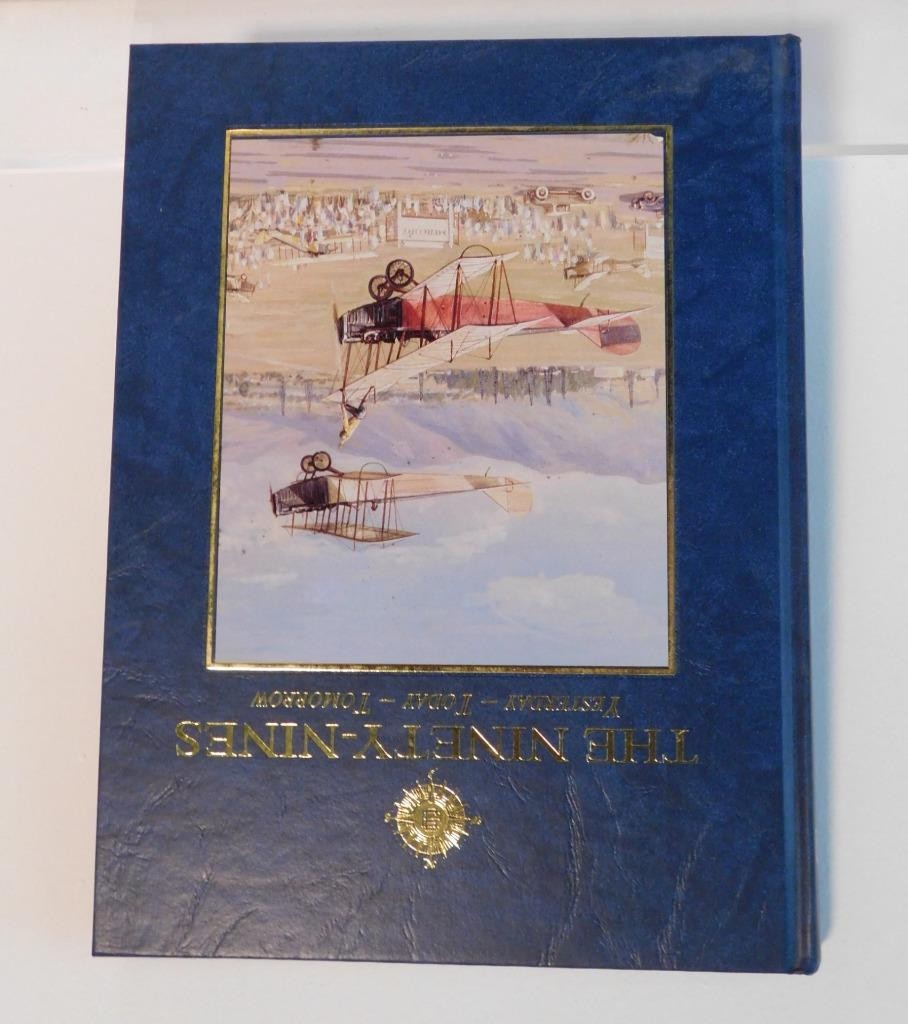 THE NINETY-NINES
YESTERDAY – TODAY – TOMORROW